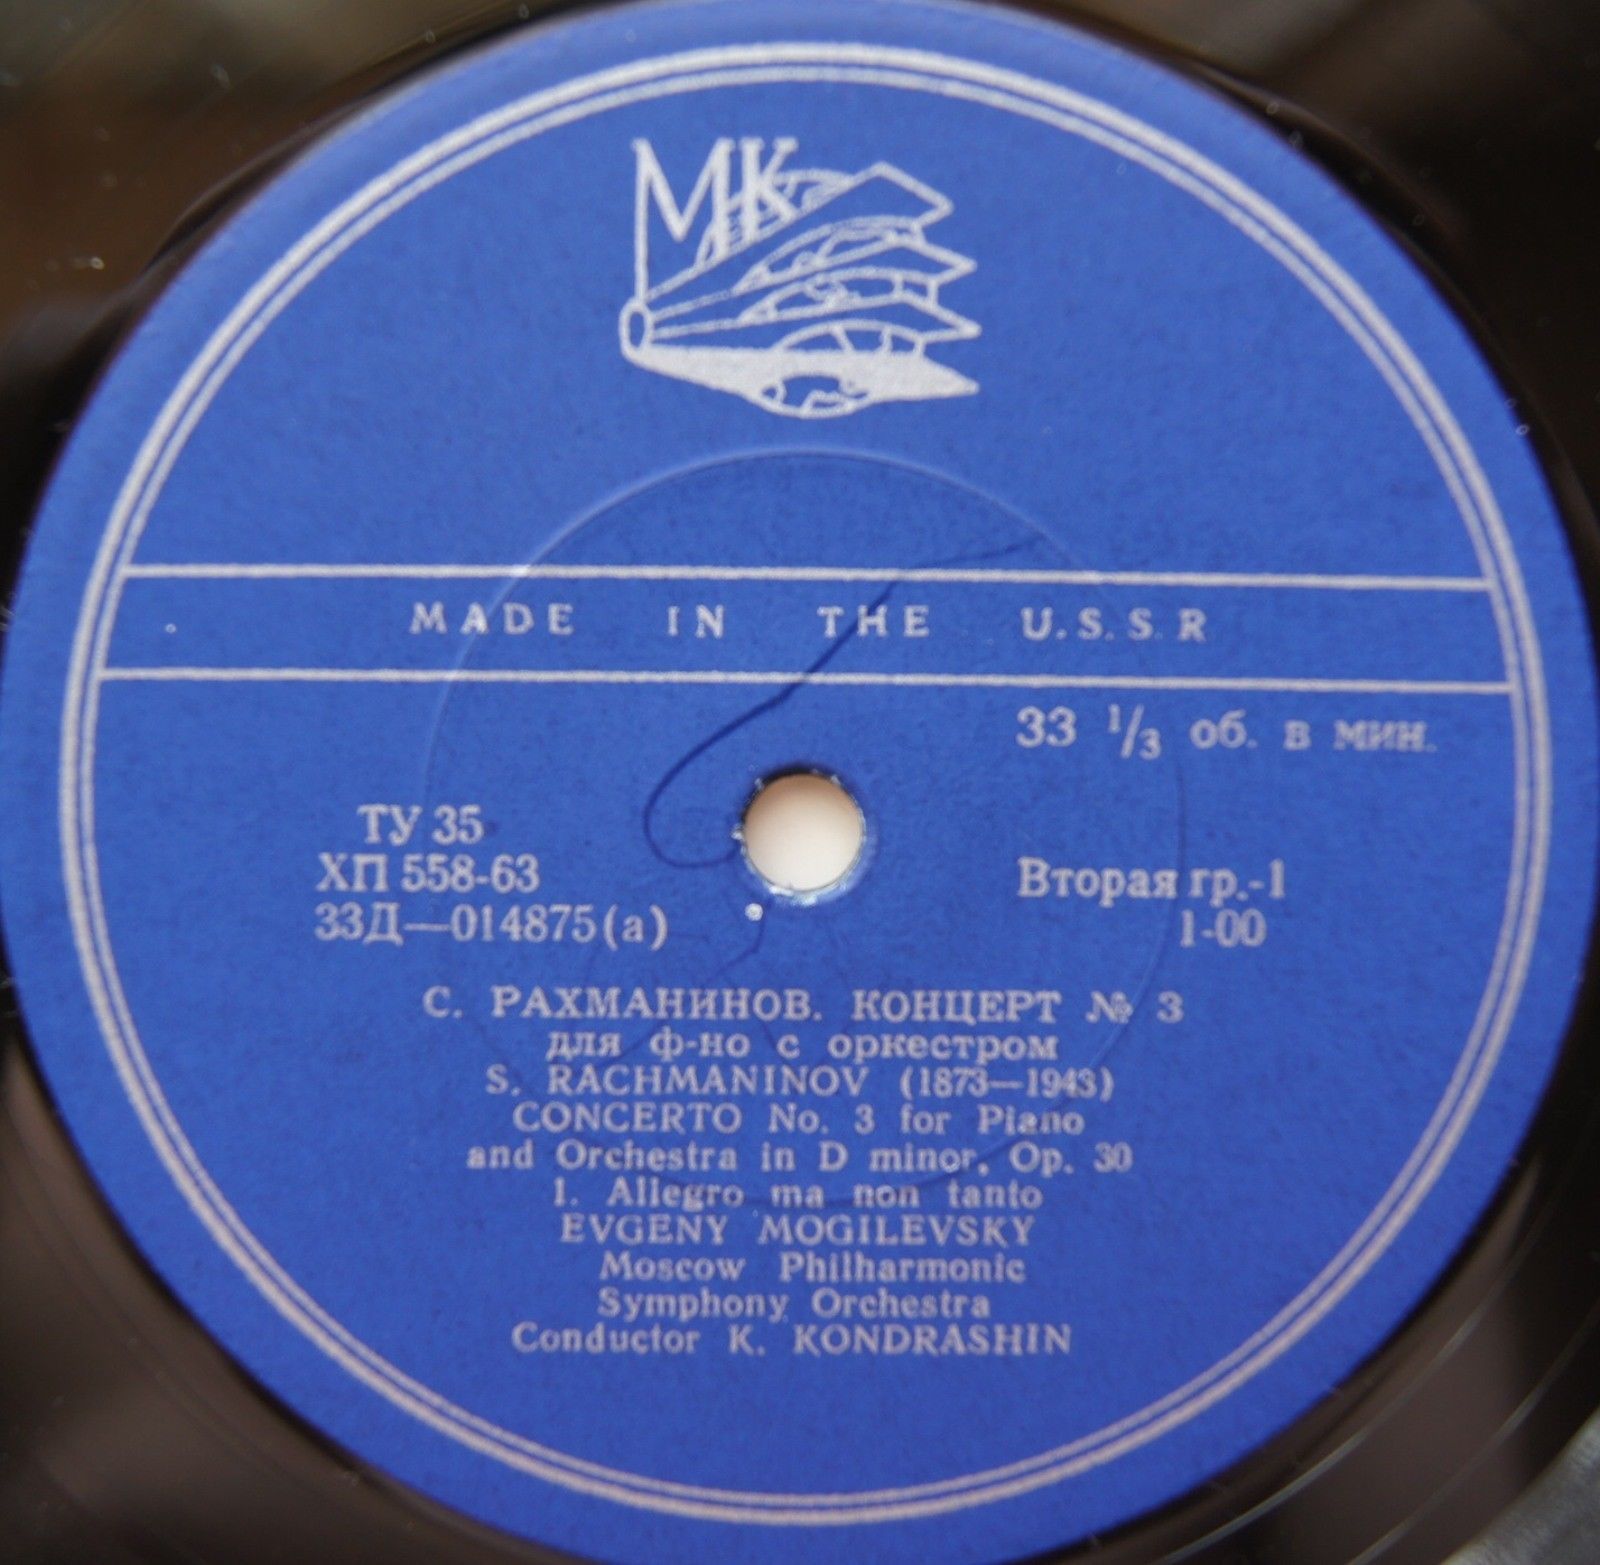 МК
MADE IN THE U.S.S.R
33 1/3 об. в мин.
ТУ 35
ХП 558-63
33Д—014875(а)
Вторая гр.-1
1-00
С. РАХМАНИНОВ. КОНЦЕРТ № 3
для ф-но с оркестром
S. RACHMANINOV (1873—1943)
CONCERTO No. 3 for Piano
and Orchestra in D minor, Op. 30
1. Allegro ma non tanto
EVGENY MOGILEVSKY
Moscow Philharmonic
Symphony Orchestra
Conductor K. KONDRASHIN